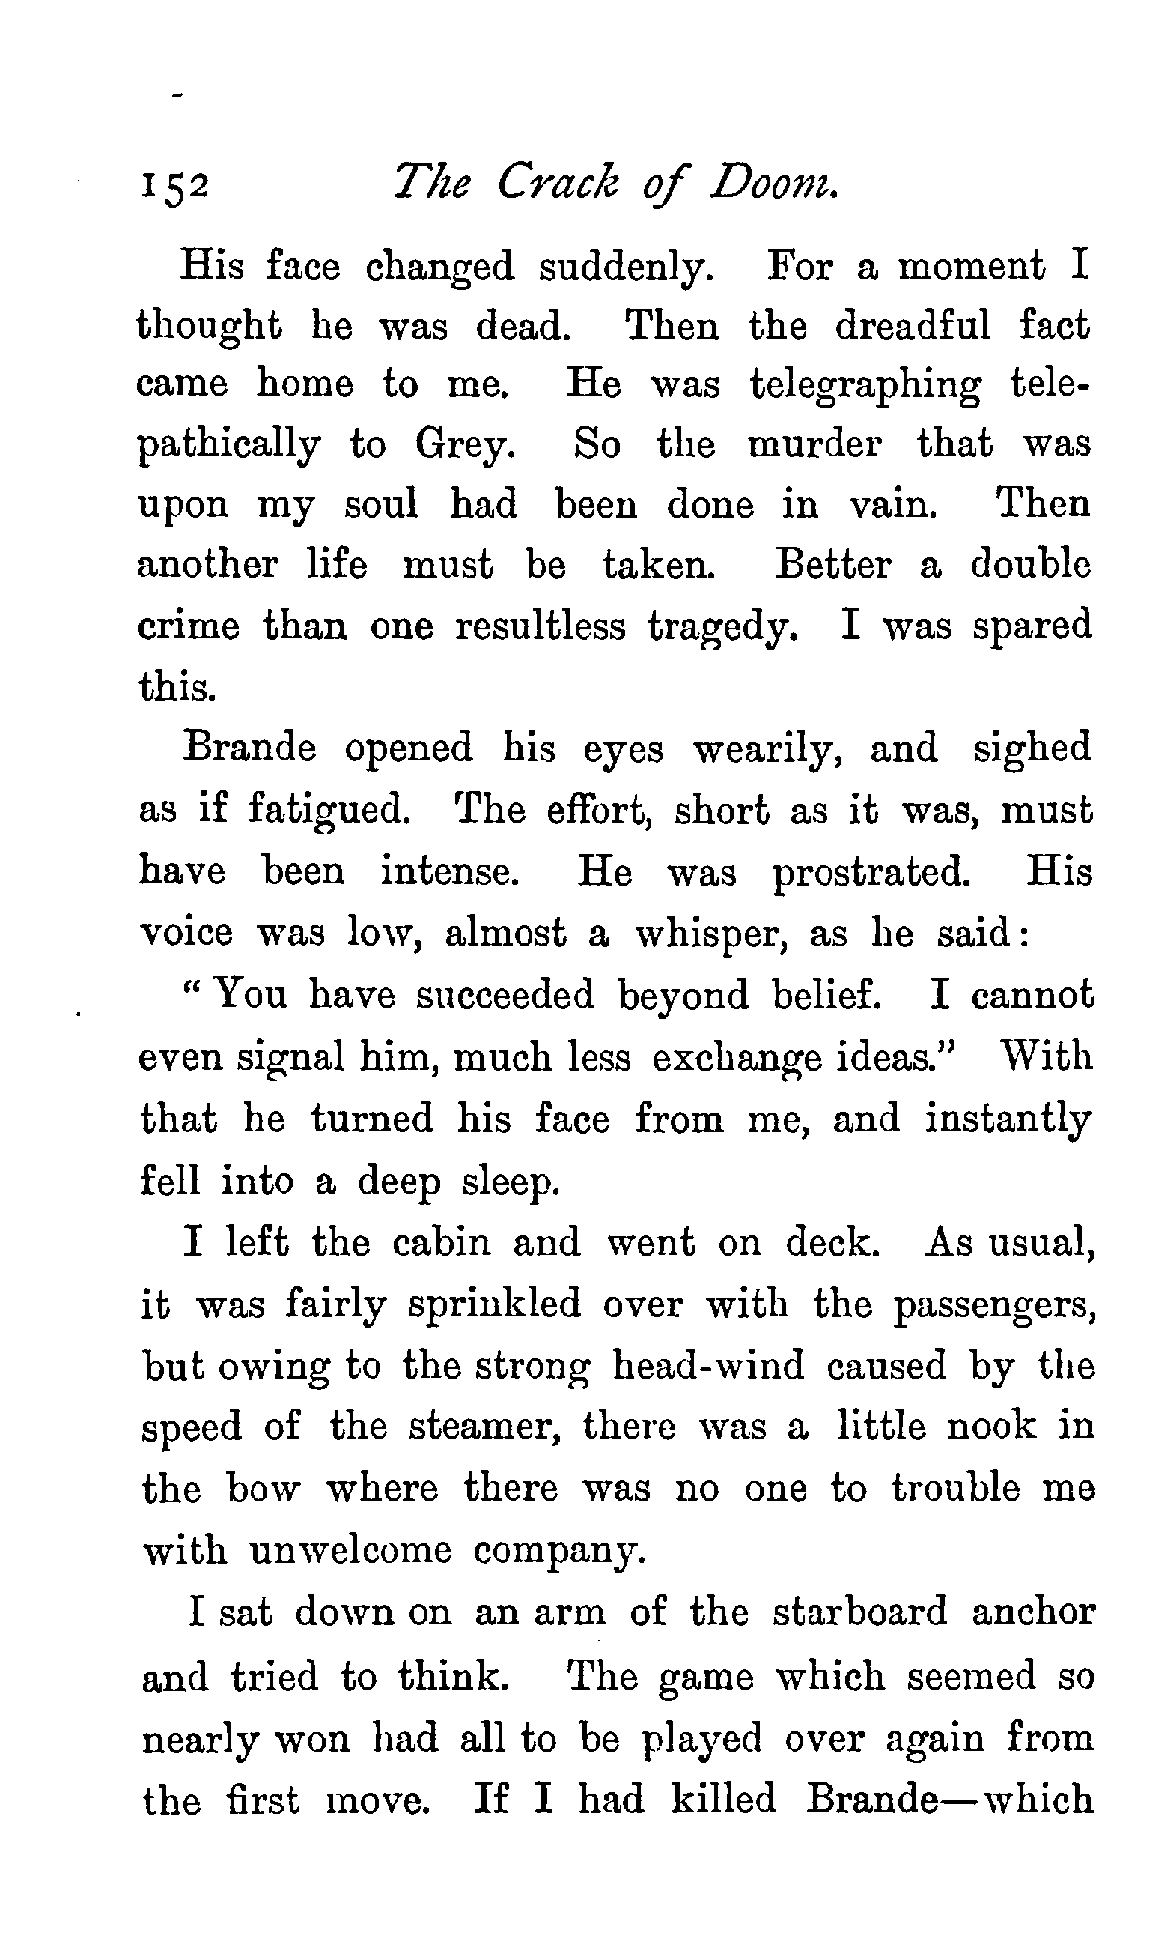 152 The Crack of Doom.
His face changed suddenly. For a moment I
thought he was dead. Then the dreadful fact
came home to me. He was telegraphing tele-
pathically to Grey. So the murder that was
upon my soul had been done in vain. Then
another life must be taken. Better a double
crime than one resultless tragedy. I was spared
this.
Brande opened his eyes wearily, and sighed
as if fatigued. The effort, short as it was, must
have been intense. He was prostrated. His
voice was low, almost a whisper, as he said:
“You have succeeded beyond belief. I cannot
even signal him, much less exchange ideas.” With
that he turned his face from me, and instantly
fell into a deep sleep.
I left the cabin and went on deck. As usual,
it was fairly sprinkled over with the passengers,
but owing to the strong head-wind caused by the
speed of the steamer, there was a little nook in
the bow where there was no one to trouble me
with unwelcome company.
I sat down on an arm of the starboard anchor
and tried to think. The game which seemed so
nearly won had all to be played over again from
the first move. If I had killed Brande—which